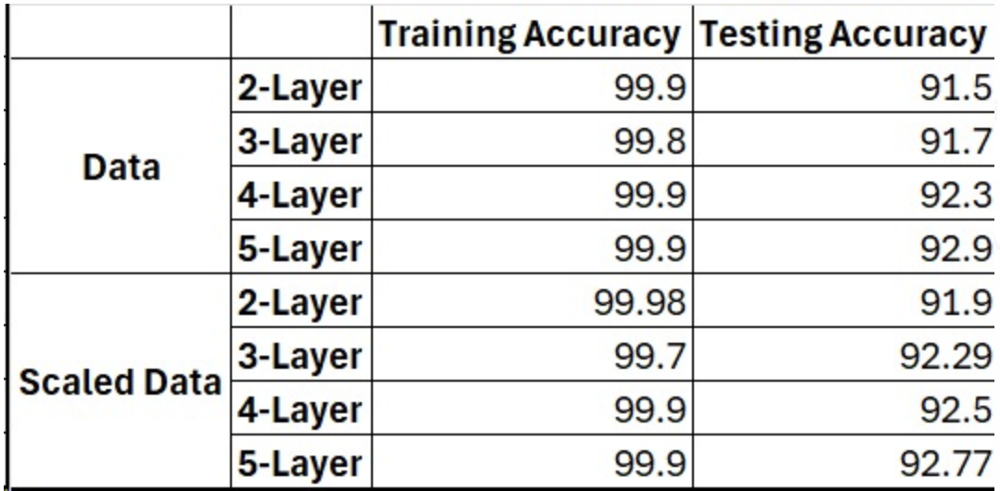 Training Accuracy Testing Accuracy
Data
2-Layer 99.9 91.5
3-Layer 99.8 91.7
4-Layer 99.9 92.3
5-Layer 99.9 92.9
Scaled Data
2-Layer 99.98 91.9
3-Layer 99.7 92.29
4-Layer 99.9 92.5
5-Layer 99.9 92.77